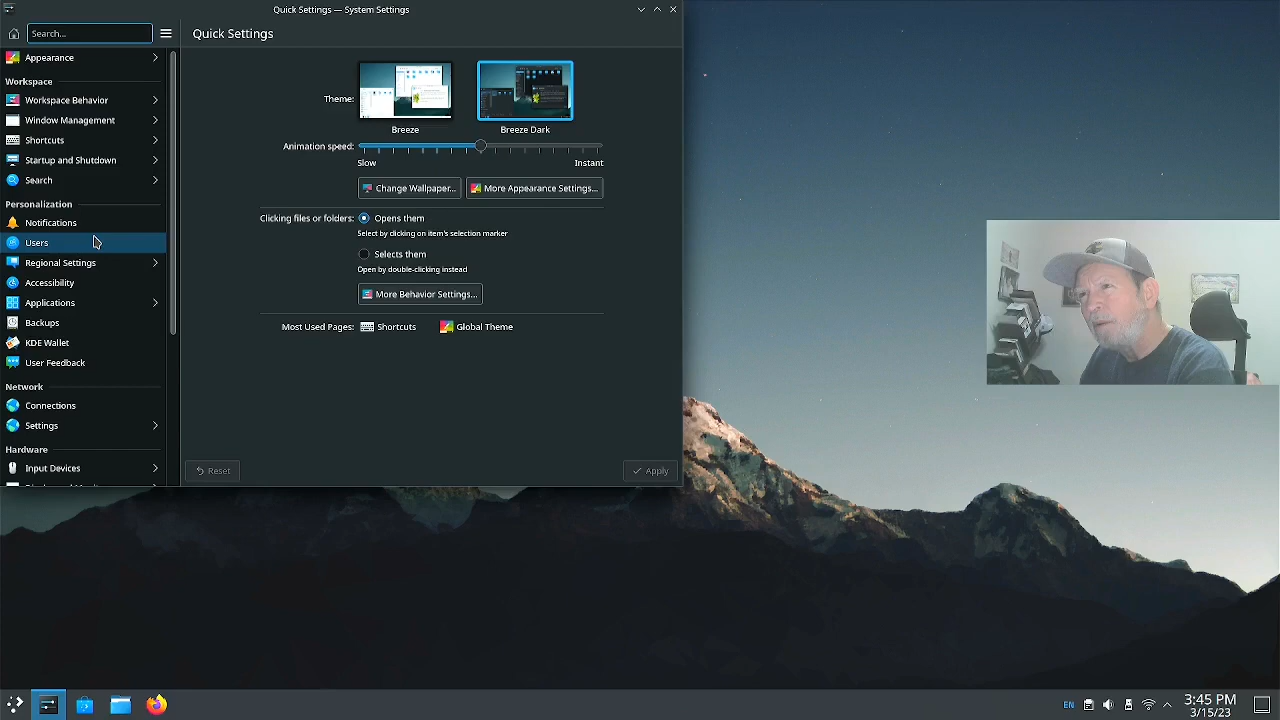 Quick Settings — System Settings
Search...
Quick Settings
Appearance
Workspace
Workspace Behavior
Window Management
Shortcuts
Startup and Shutdown
Search
Personalization
Notifications
Users
Regional Settings
Accessibility
Applications
Backups
KDE Wallet
User Feedback
Network
Connections
Settings
Hardware
Input Devices
Theme:
Breeze
Breeze Dark
Animation speed:
Slow
Instant
Change Wallpaper...
More Appearance Settings...
Clicking files or folders:
Opens them
Select by clicking on item's selection marker
Selects them
Open by double-clicking instead
More Behavior Settings...
Most Used Pages:
Shortcuts
Global Theme
Reset
Apply
EN
3:45 PM
3/15/23